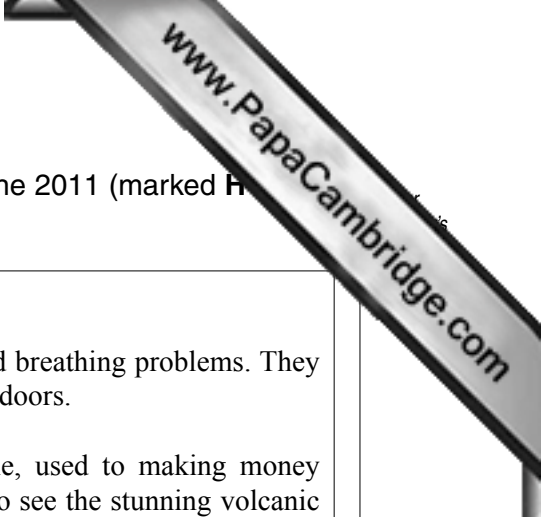 www.PapaCambridge.com
ne 2011 (marked H
d breathing problems. They
doors.
e, used to making money
o see the stunning volcanic